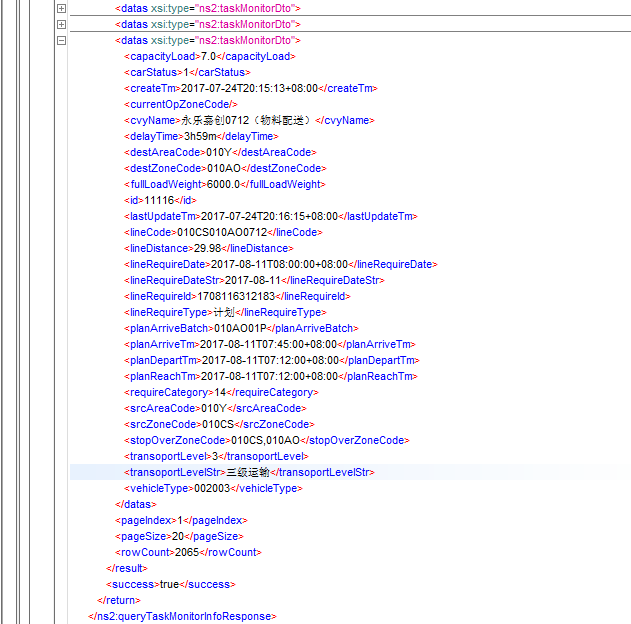 <datas xsi:type="ns2:taskMonitorDto">
<datas xsi:type="ns2:taskMonitorDto">
<datas xsi:type="ns2:taskMonitorDto">
<capacityLoad>7.0</capacityLoad>
<carStatus>1</carStatus>
<createTm>2017-07-24T20:15:13+08:00</createTm>
<currentOpZoneCode/>
<cvyName>永乐嘉创0712（物料配送）</cvyName>
<delayTime>3h59m</delayTime>
<destAreaCode>010Y</destAreaCode>
<destZoneCode>010AO</destZoneCode>
<fullLoadWeight>6000.0</fullLoadWeight>
<id>11116</id>
<lastUpdateTm>2017-07-24T20:16:15+08:00</lastUpdateTm>
<lineCode>010CS010AO0712</lineCode>
<lineDistance>29.98</lineDistance>
<lineRequireDate>2017-08-11T08:00:00+08:00</lineRequireDate>
<lineRequireDateStr>2017-08-11</lineRequireDateStr>
<lineRequireId>1708116312183</lineRequireId>
<lineRequireType>计划</lineRequireType>
<planArriveBatch>010AO01P</planArriveBatch>
<planArriveTm>2017-08-11T07:45:00+08:00</planArriveTm>
<planDepartTm>2017-08-11T07:12:00+08:00</planDepartTm>
<planReachTm>2017-08-11T07:12:00+08:00</planReachTm>
<requireCategory>14</requireCategory>
<srcAreaCode>010Y</srcAreaCode>
<srcZoneCode>010CS</srcZoneCode>
<stopOverZoneCode>010CS,010AO</stopOverZoneCode>
<transoportLevel>3</transoportLevel>
<transoportLevelStr>三级运输</transoportLevelStr>
<vehicleType>002003</vehicleType>
</datas>
<pageIndex>1</pageIndex>
<pageSize>20</pageSize>
<rowCount>2065</rowCount>
</result>
<success>true</success>
</return>
</ns2:queryTaskMonitorInfoResponse>